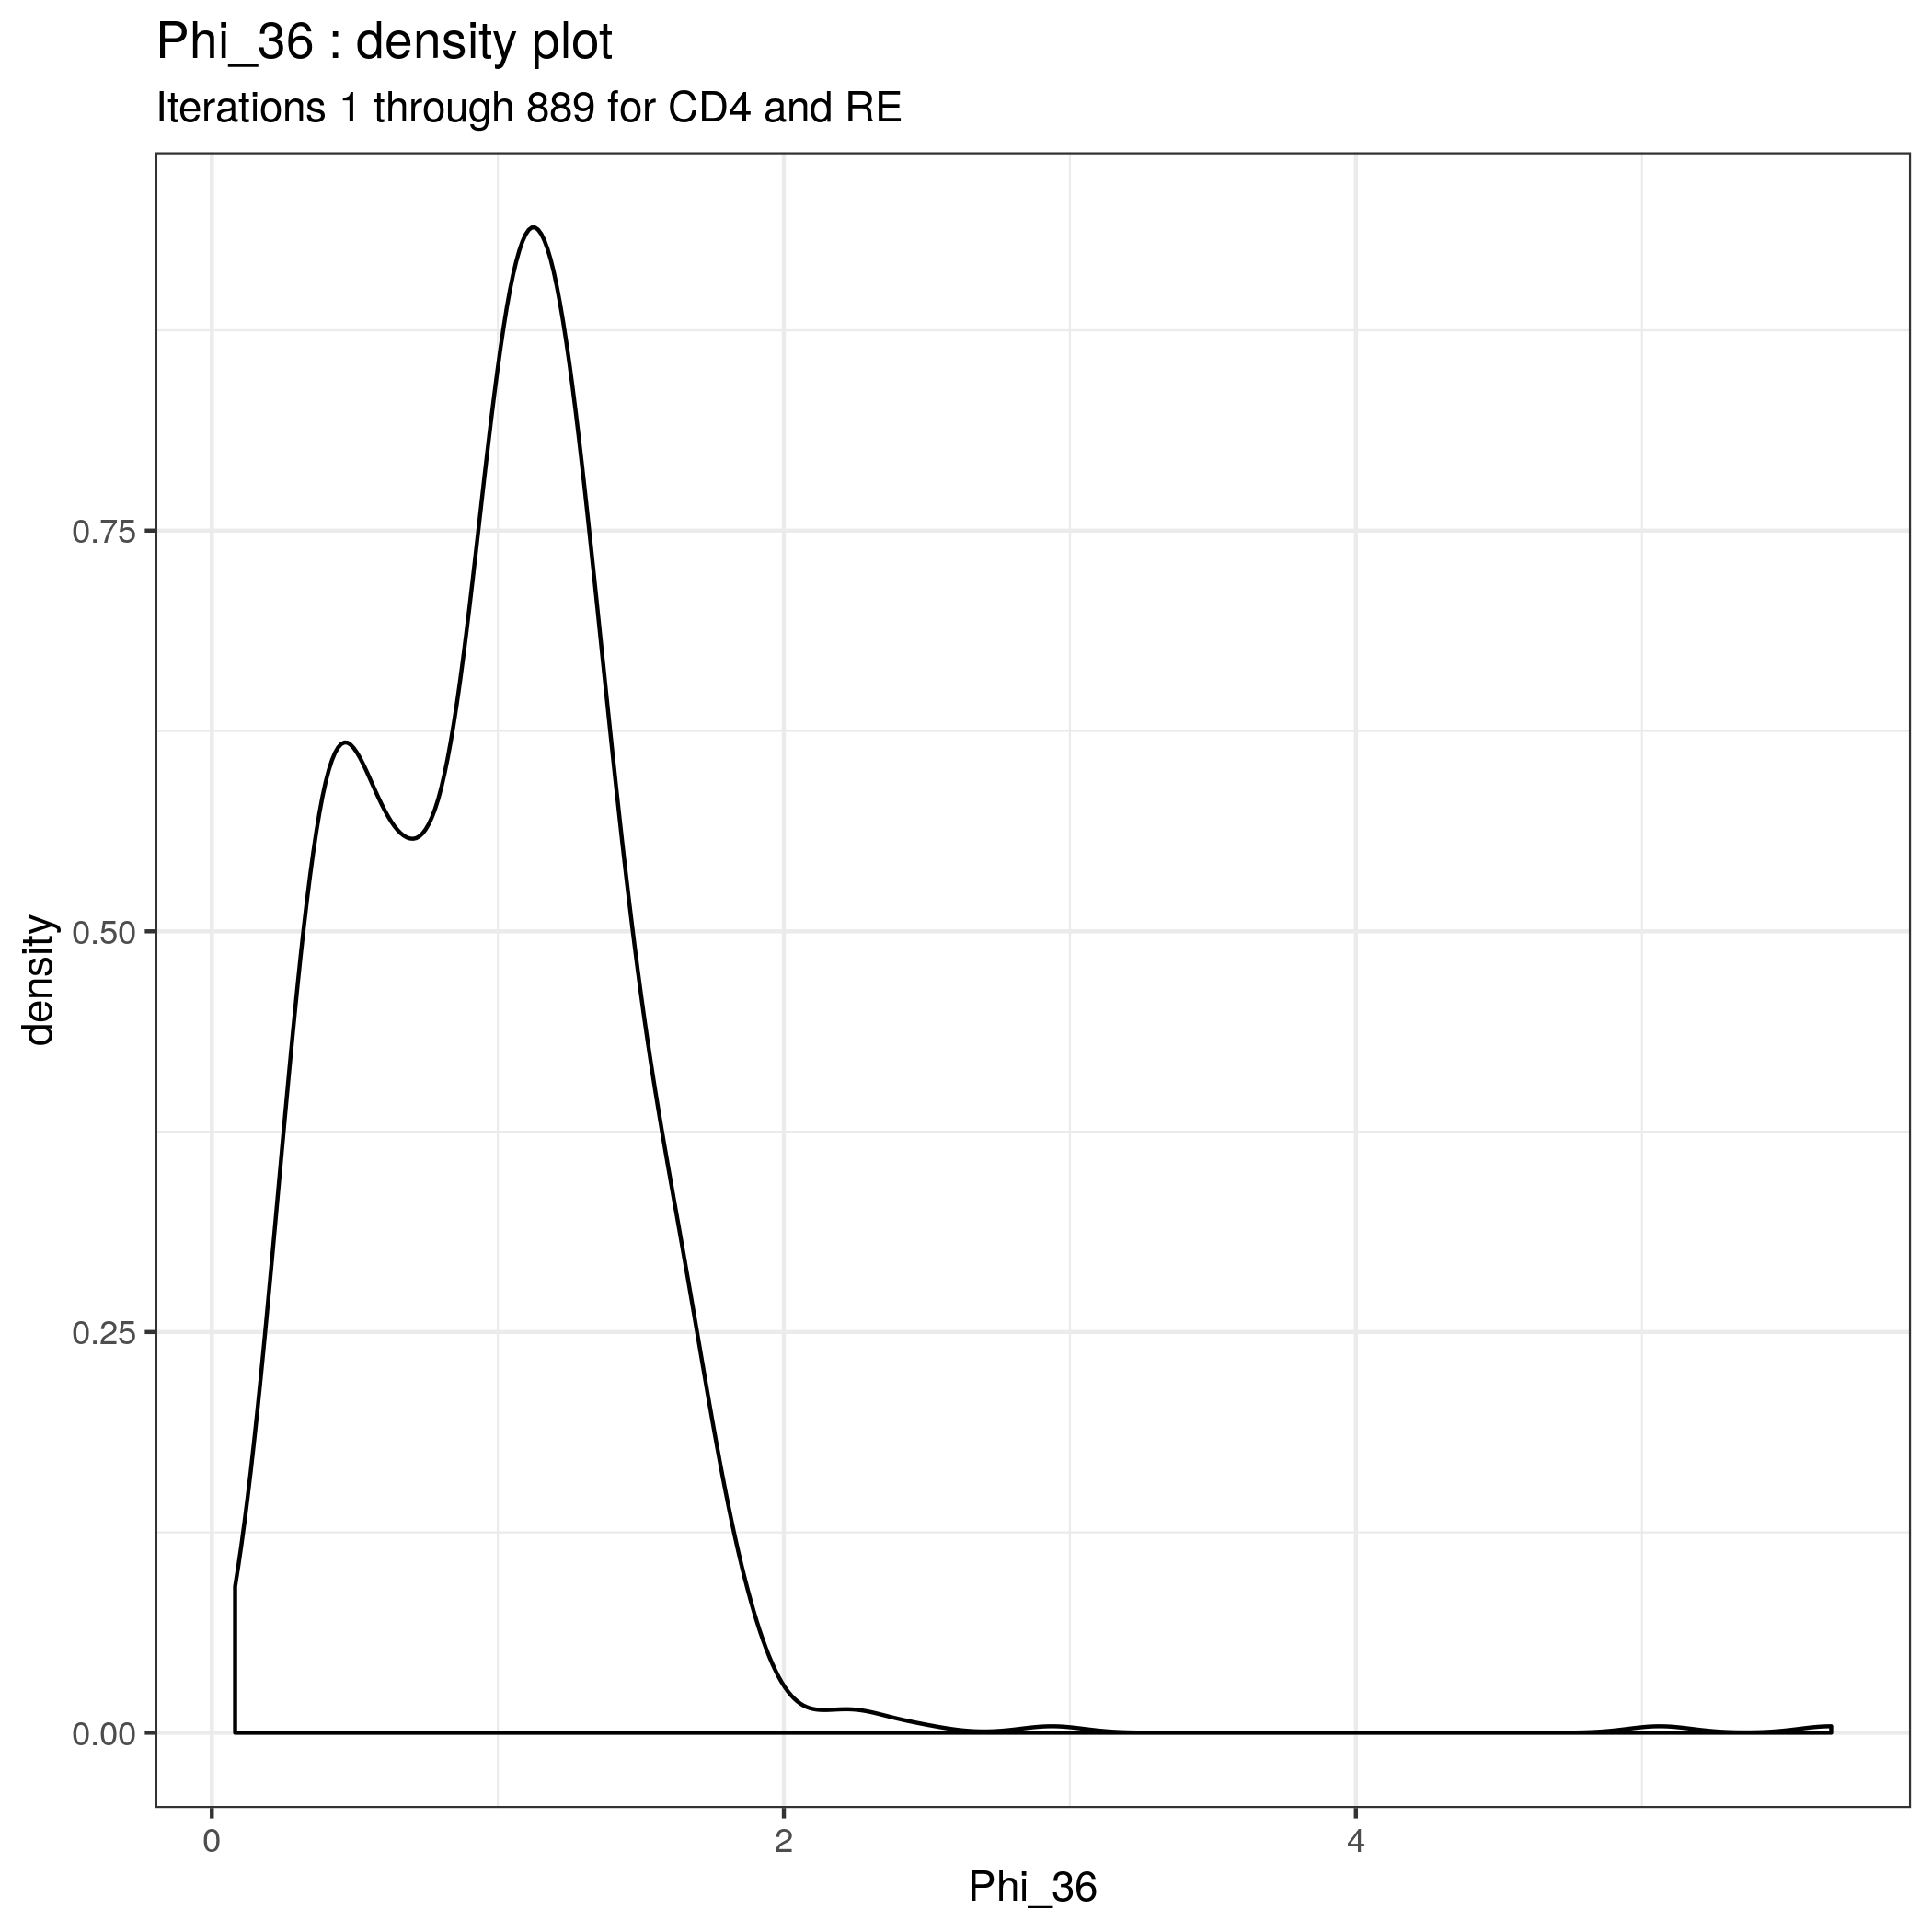 Phi_36 : density plot
Iterations 1 through 889 for CD4 and RE
density
0.75
0.50
0.25
0.00
0 2 4
Phi_36